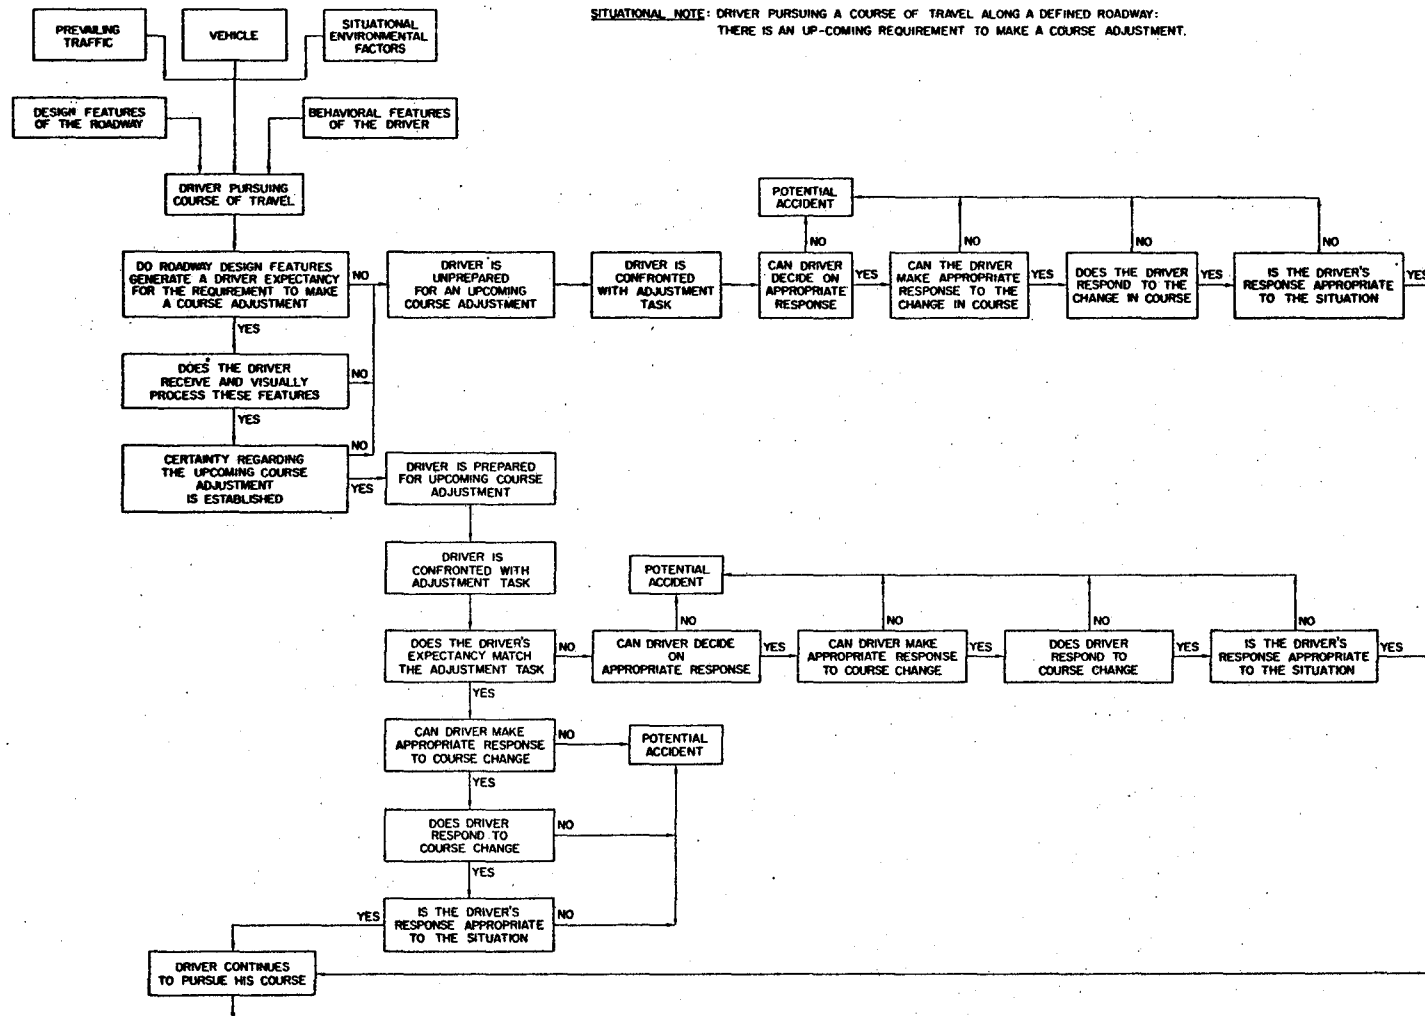 SITUATIONAL NOTE: DRIVER PURSUING A COURSE OF TRAVEL ALONG A DEFINED ROADWAY:
THERE IS AN UP-COMING REQUIREMENT TO MAKE A COURSE ADJUSTMENT.
PREVAILING
TRAFFIC
VEHICLE
SITUATIONAL
ENVIRONMENTAL
FACTORS
DESIGN FEATURES
OF THE ROADWAY
BEHAVIORAL FEATURES
OF THE DRIVER
DRIVER PURSUING
COURSE OF TRAVEL
DO ROADWAY DESIGN FEATURES
GENERATE A DRIVER EXPECTANCY
FOR THE REQUIREMENT TO MAKE
A COURSE ADJUSTMENT
NO
YES
DRIVER IS
UNPREPARED
FOR AN UPCOMING
COURSE ADJUSTMENT
DRIVER IS
CONFRONTED
WITH ADJUSTMENT
TASK
POTENTIAL
ACCIDENT
NO
NO
NO
NO
CAN DRIVER
DECIDE ON
APPROPRIATE
RESPONSE
YES
CAN THE DRIVER
MAKE APPROPRIATE
RESPONSE TO THE
CHANGE IN COURSE
YES
DOES THE DRIVER
RESPOND TO THE
CHANGE IN COURSE
YES
IS THE DRIVER'S
RESPONSE APPROPRIATE
TO THE SITUATION
YES
DOES THE DRIVER
RECEIVE AND VISUALLY
PROCESS THESE FEATURES
NO
YES
CERTAINTY REGARDING
THE UPCOMING COURSE
ADJUSTMENT
IS ESTABLISHED
NO
YES
DRIVER IS PREPARED
FOR UPCOMING COURSE
ADJUSTMENT
DRIVER IS
CONFRONTED WITH
ADJUSTMENT TASK
DOES THE DRIVER'S
EXPECTANCY MATCH
THE ADJUSTMENT TASK
NO
YES
POTENTIAL
ACCIDENT
NO
NO
NO
NO
CAN DRIVER DECIDE
ON
APPROPRIATE RESPONSE
YES
CAN DRIVER MAKE
APPROPRIATE RESPONSE
TO COURSE CHANGE
YES
DOES DRIVER
RESPOND TO
COURSE CHANGE
YES
IS THE DRIVER'S
RESPONSE APPROPRIATE
TO THE SITUATION
YES
CAN DRIVER MAKE
APPROPRIATE RESPONSE
TO COURSE CHANGE
NO
YES
POTENTIAL
ACCIDENT
DOES DRIVER
RESPOND TO
COURSE CHANGE
NO
YES
IS THE DRIVER'S
RESPONSE APPROPRIATE
TO THE SITUATION
YES
NO
DRIVER CONTINUES
TO PURSUE HIS COURSE